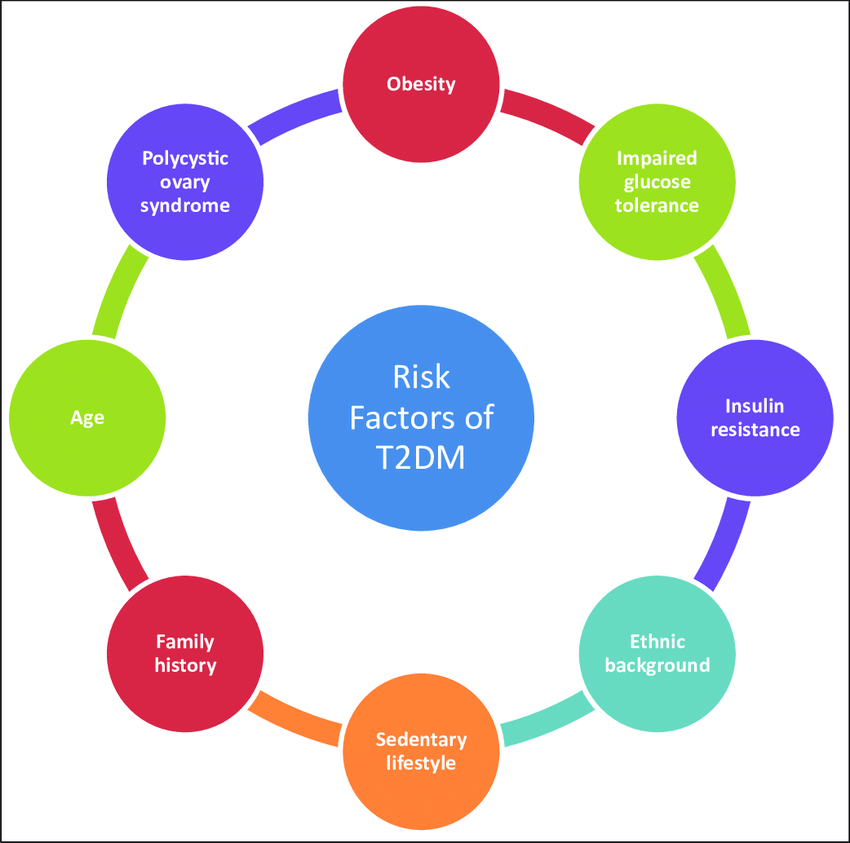 Obesity
Impaired
glucose
tolerance
Insulin
resistance
Ethnic
background
Sedentary
lifestyle
Family
history
Age
Polycystic
ovary
syndrome
Risk
Factors of
T2DM